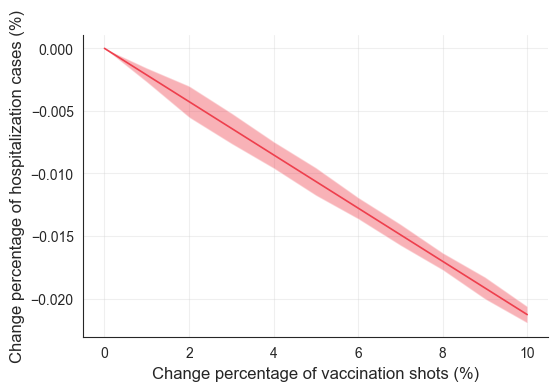 Change percentage of hospitalization cases (%)
0.000
−0.005
−0.010
−0.015
−0.020
0 2 4 6 8 10
Change percentage of vaccination shots (%)